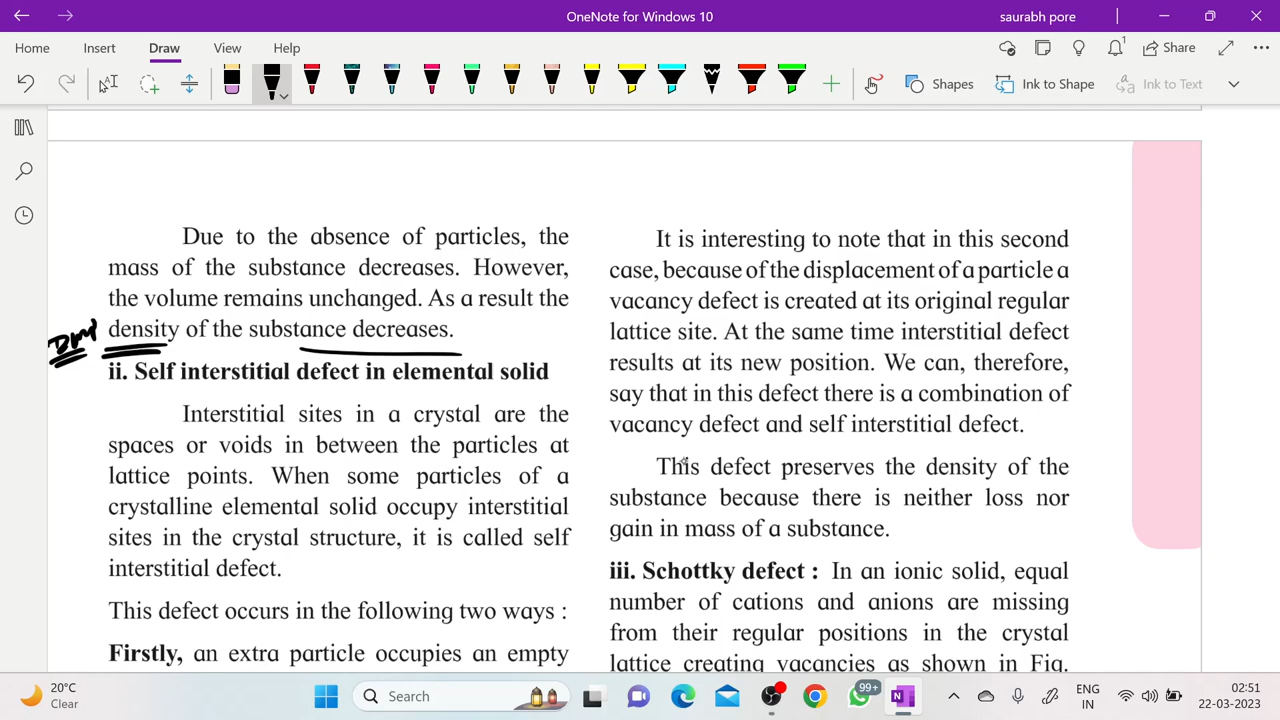 OneNote for Windows 10
saurabh pore
Home
Insert
Draw
View
Help
Share
Shapes
Ink to Shape
Ink to Text
Due to the absence of particles, the
mass of the substance decreases. However,
the volume remains unchanged. As a result the
density of the substance decreases.
ii. Self interstitial defect in elemental solid
Interstitial sites in a crystal are the
spaces or voids in between the particles at
lattice points. When some particles of a
crystalline elemental solid occupy interstitial
sites in the crystal structure, it is called self
interstitial defect.
This defect occurs in the following two ways :
Firstly, an extra particle occupies an empty
It is interesting to note that in this second
case, because of the displacement of a particle a
vacancy defect is created at its original regular
lattice site. At the same time interstitial defect
results at its new position. We can, therefore,
say that in this defect there is a combination of
vacancy defect and self interstitial defect.
This defect preserves the density of the
substance because there is neither loss nor
gain in mass of a substance.
iii. Schottky defect : In an ionic solid, equal
number of cations and anions are missing
from their regular positions in the crystal
lattice creating vacancies as shown in Fig.
20°C
Clear
Search
99+
ENG
IN
02:51
22-03-2023